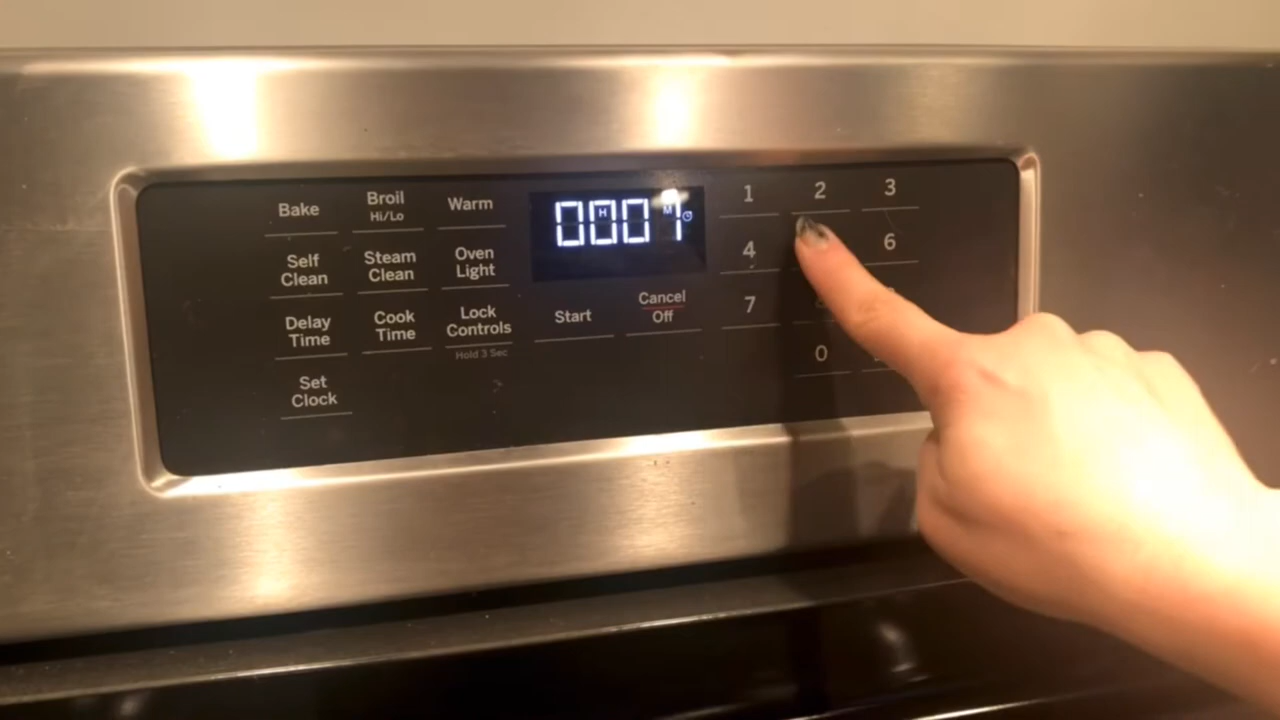 Bake
Broil
Hi/Lo
Warm
Self
Clean
Steam
Clean
Oven
Light
Delay
Time
Cook
Time
Lock
Controls
Hold 3 Sec
Set
Clock
0007
H M
Start
Cancel
Off
1 2 3
4 6
7
0